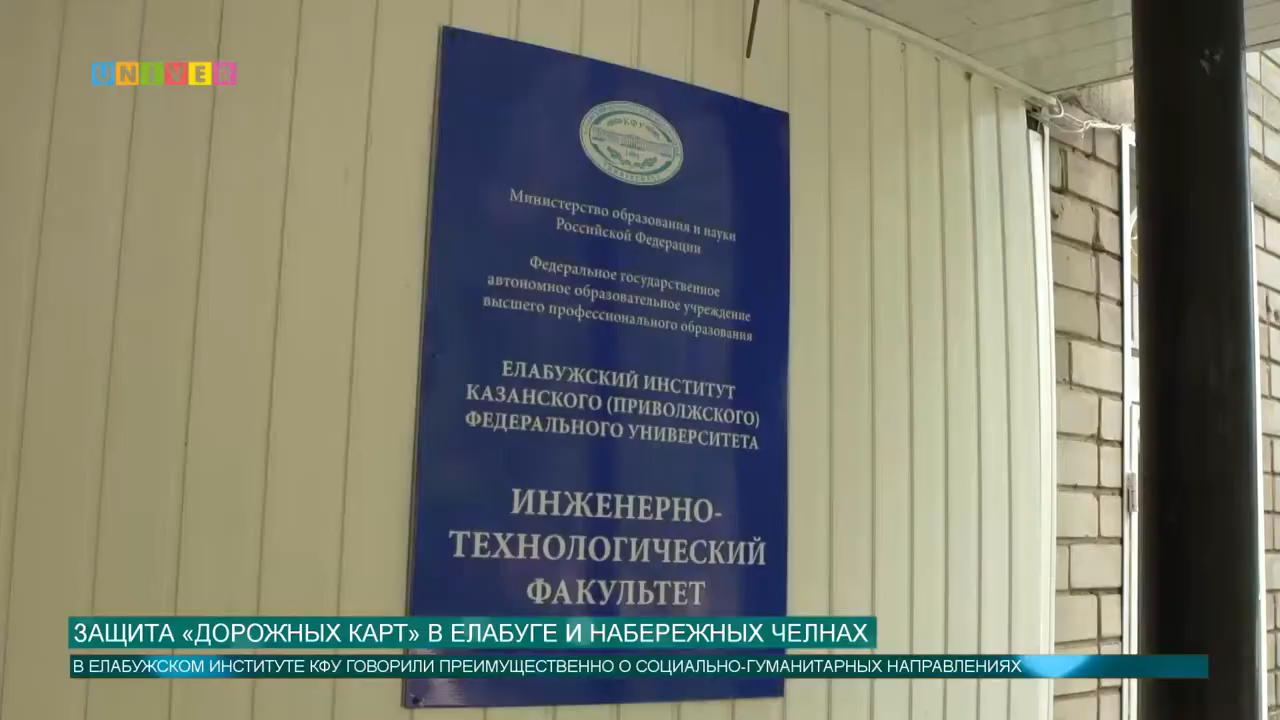 UNIVER
КФУ
Министерство образования и науки
Российской Федерации
Федеральное государственное
автономное образовательное учреждение
высшего профессионального образования
ЕЛАБУЖСКИЙ ИНСТИТУТ
КАЗАНСКОГО (ПРИВОЛЖСКОГО)
ФЕДЕРАЛЬНОГО УНИВЕРСИТЕТА
ИНЖЕНЕРНО-
ТЕХНОЛОГИЧЕСКИЙ
ФАКУЛЬТЕТ
ЗАЩИТА «ДОРОЖНЫХ КАРТ» В ЕЛАБУГЕ И НАБЕРЕЖНЫХ ЧЕЛНАХ
В ЕЛАБУЖСКОМ ИНСТИТУТЕ КФУ ГОВОРИЛИ ПРЕИМУЩЕСТВЕННО О СОЦИАЛЬНО-ГУМАНИТАРНЫХ НАПРАВЛЕНИЯХ